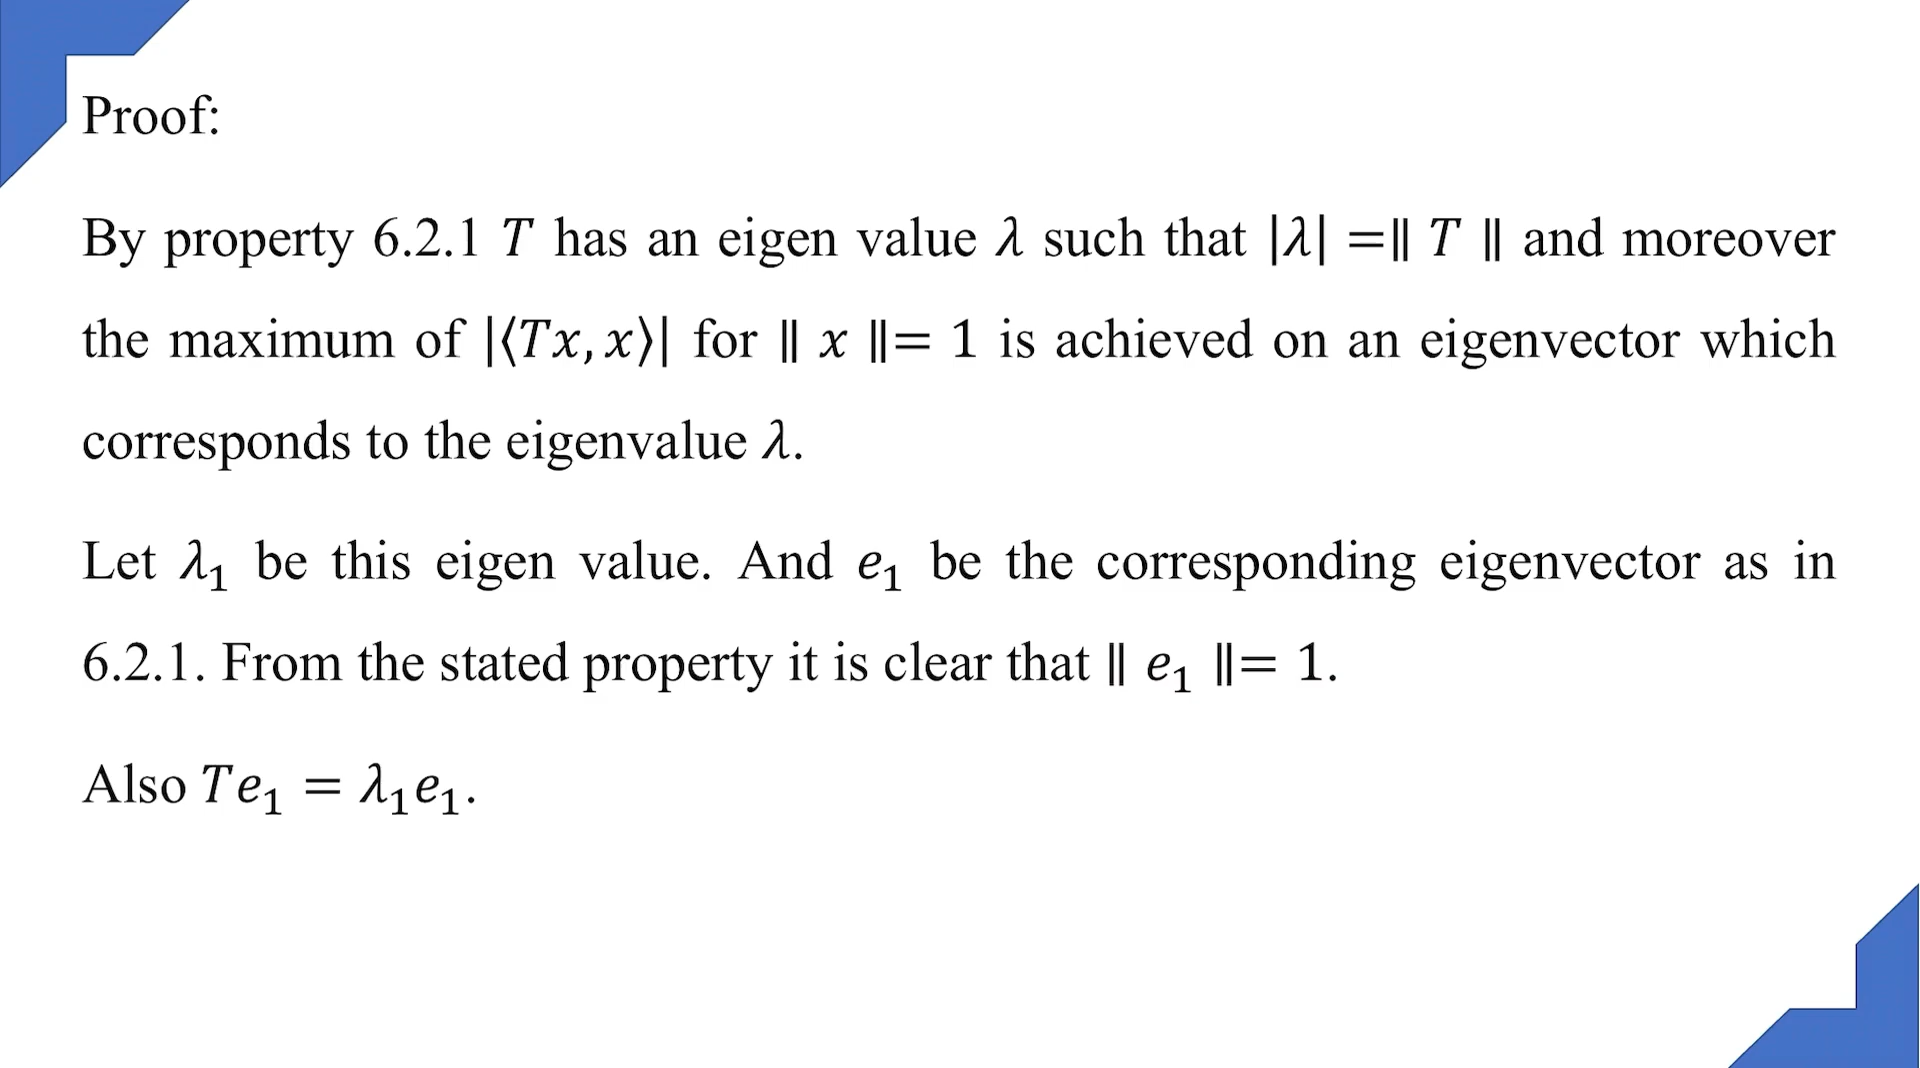 Proof:
By property 6.2.1 T has an eigen value λ such that |λ| =∥ T ∥ and moreover
the maximum of |⟨Tx, x⟩| for ∥ x ∥= 1 is achieved on an eigenvector which
corresponds to the eigenvalue λ.
Let λ₁ be this eigen value. And e₁ be the corresponding eigenvector as in
6.2.1. From the stated property it is clear that ∥ e₁ ∥= 1.
Also Te₁ = λ₁e₁.